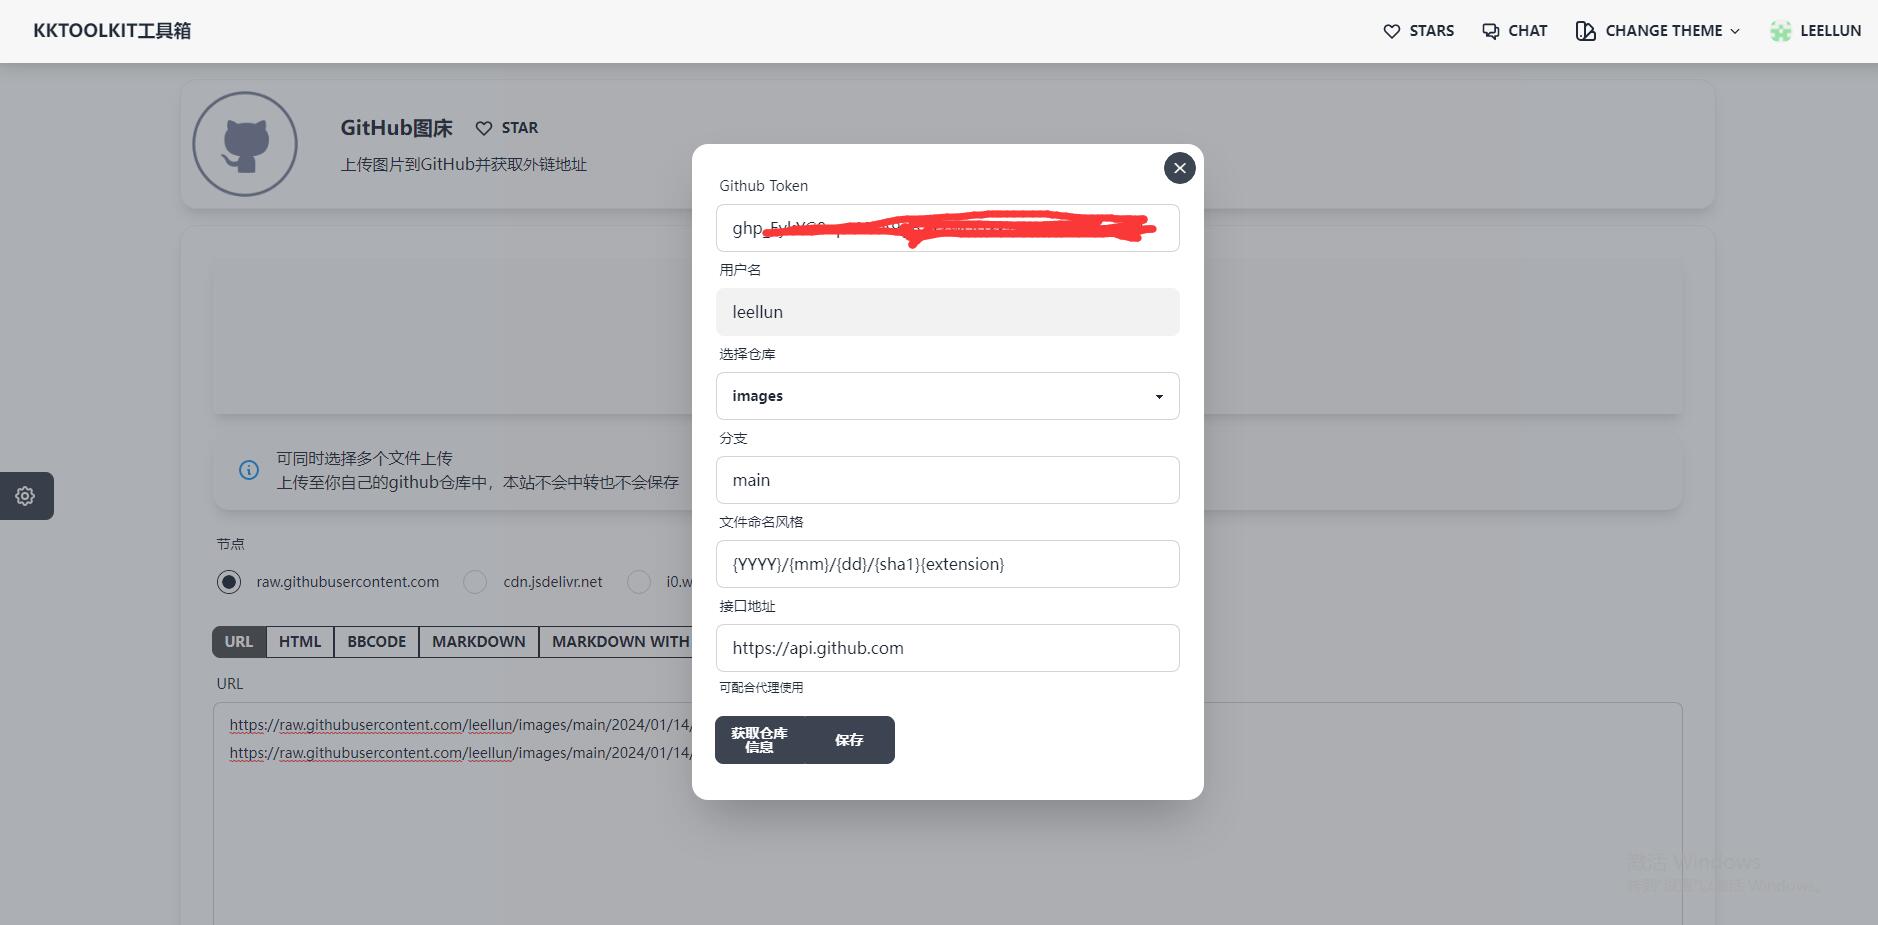 KKTOOLKIT工具箱
STARS
CHAT
CHANGE THEME
LEELLUN
GitHub图床
STAR
上传图片到GitHub并获取外链地址
可同时选择多个文件上传
上传至你自己的github仓库中，本站不会中转也不会保存
节点
raw.githubusercontent.com
cdn.jsdelivr.net
i0.w
URL
HTML
BBCODE
MARKDOWN
MARKDOWN WITH
URL
https://raw.githubusercontent.com/leellun/images/main/2024/01/14/
https://raw.githubusercontent.com/leellun/images/main/2024/01/14/
Github Token
ghp_
用户名
leellun
选择仓库
images
分支
main
文件命名风格
{YYYY}/{mm}/{dd}/{sha1}{extension}
接口地址
https://api.github.com
可配合代理使用
获取仓库
信息
保存
激活 Windows
转到"设置"以激活 Windows。